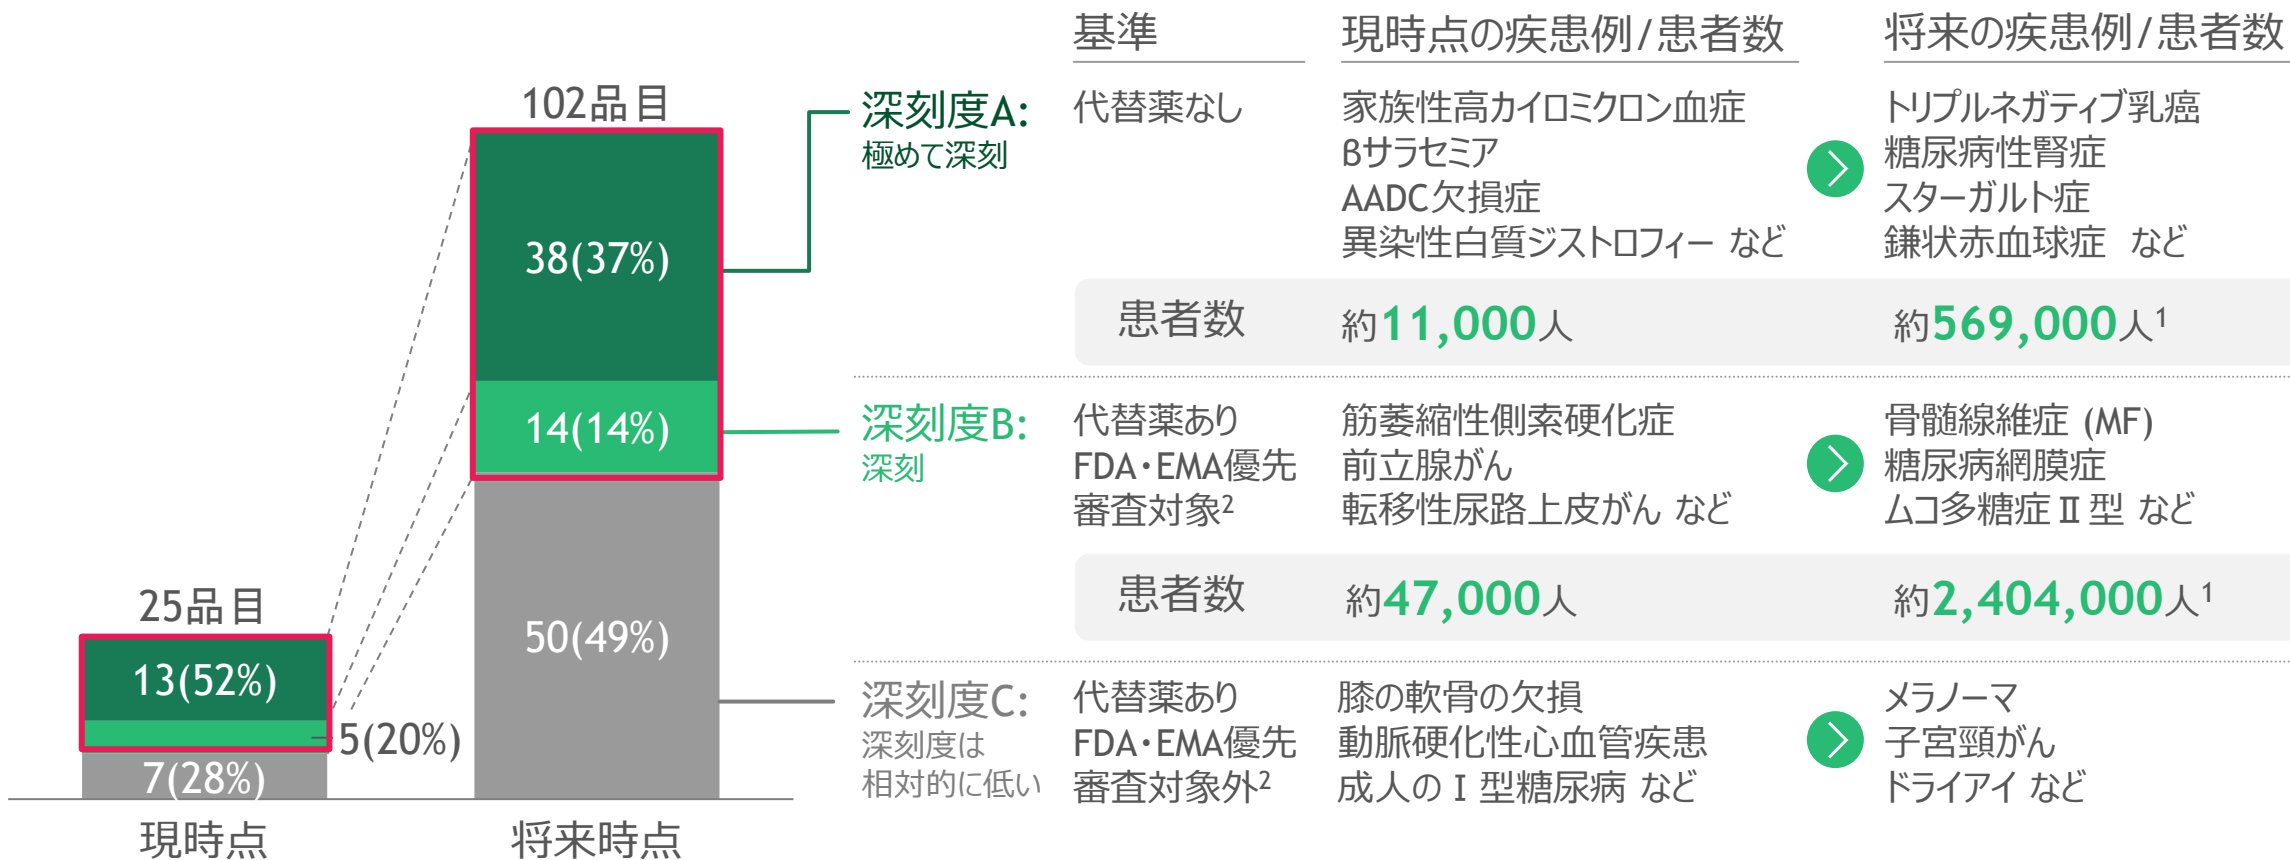 基準
現時点の疾患例/患者数
将来の疾患例/患者数
102品目
38(37%)
14(14%)
50(49%)
25品目
13(52%)
5(20%)
7(28%)
現時点
将来時点
深刻度A:
極めて深刻
代替薬なし
家族性高カイロミクロン血症
βサラセミア
AADC欠損症
異染性白質ジストロフィー など
トリプルネガティブ乳癌
糖尿病性腎症
スターガルト症
鎌状赤血球症 など
患者数
約11,000人
約569,000人1
深刻度B:
深刻
代替薬あり
FDA・EMA優先
審査対象2
筋萎縮性側索硬化症
前立腺がん
転移性尿路上皮がん など
骨髄線維症 (MF)
糖尿病網膜症
ムコ多糖症Ⅱ型 など
患者数
約47,000人
約2,404,000人1
深刻度C:
深刻度は
相対的に低い
代替薬あり
FDA・EMA優先
審査対象外2
膝の軟骨の欠損
動脈硬化性心血管疾患
成人のⅠ型糖尿病 など
メラノーマ
子宮頸がん
ドライアイ など